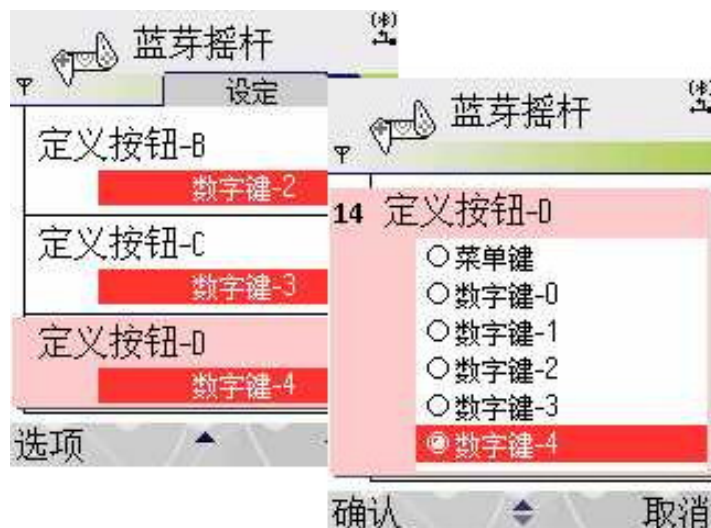 蓝芽摇杆
设定
定义按钮-B
数字键-2
定义按钮-C
数字键-3
定义按钮-D
数字键-4
选项
蓝芽摇杆
14 定义按钮-D
菜单键
数字键-0
数字键-1
数字键-2
数字键-3
数字键-4
确认 取消